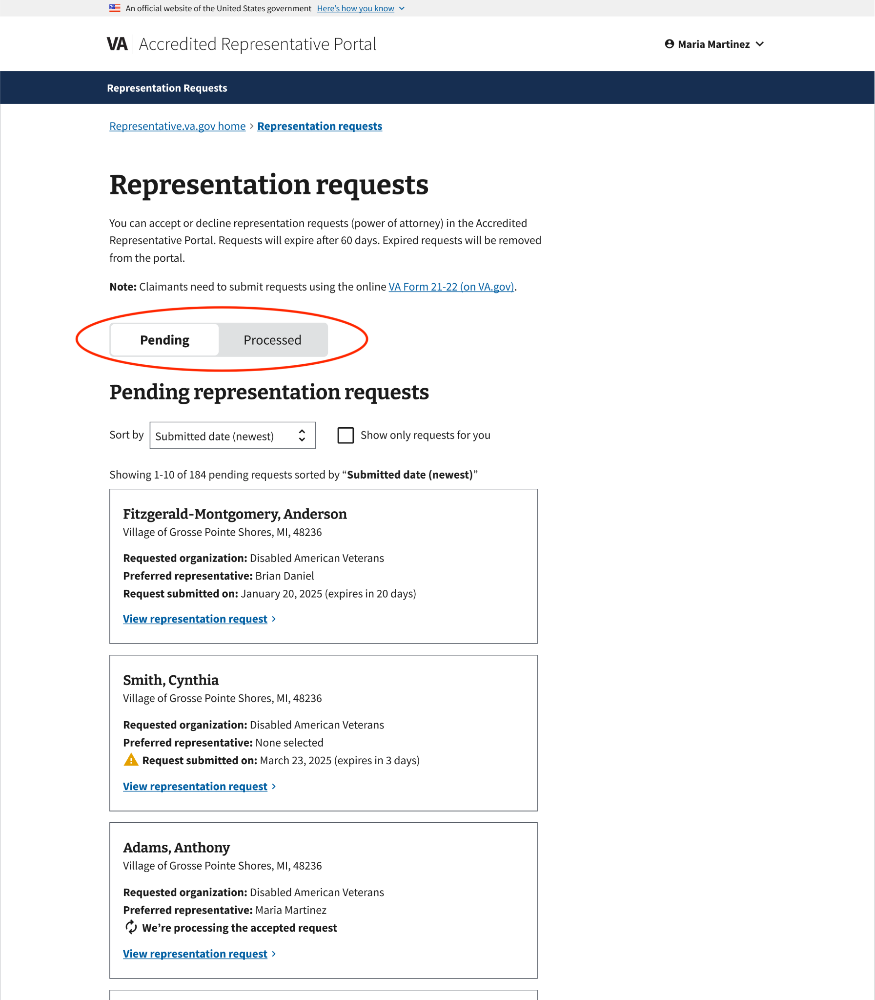 An official website of the United States government Here’s how you know
VA Accredited Representative Portal
Maria Martinez
Representation Requests
Representative.va.gov home › Representation requests
Representation requests
You can accept or decline representation requests (power of attorney) in the Accredited
Representative Portal. Requests will expire after 60 days. Expired requests will be removed
from the portal.
Note: Claimants need to submit requests using the online VA Form 21-22 (on VA.gov).
Pending Processed
Pending representation requests
Sort by Submitted date (newest) Show only requests for you
Showing 1-10 of 184 pending requests sorted by “Submitted date (newest)”
Fitzgerald-Montgomery, Anderson
Village of Grosse Pointe Shores, MI, 48236
Requested organization: Disabled American Veterans
Preferred representative: Brian Daniel
Request submitted on: January 20, 2025 (expires in 20 days)
View representation request ›
Smith, Cynthia
Village of Grosse Pointe Shores, MI, 48236
Requested organization: Disabled American Veterans
Preferred representative: None selected
Request submitted on: March 23, 2025 (expires in 3 days)
View representation request ›
Adams, Anthony
Village of Grosse Pointe Shores, MI, 48236
Requested organization: Disabled American Veterans
Preferred representative: Maria Martinez
We’re processing the accepted request
View representation request ›